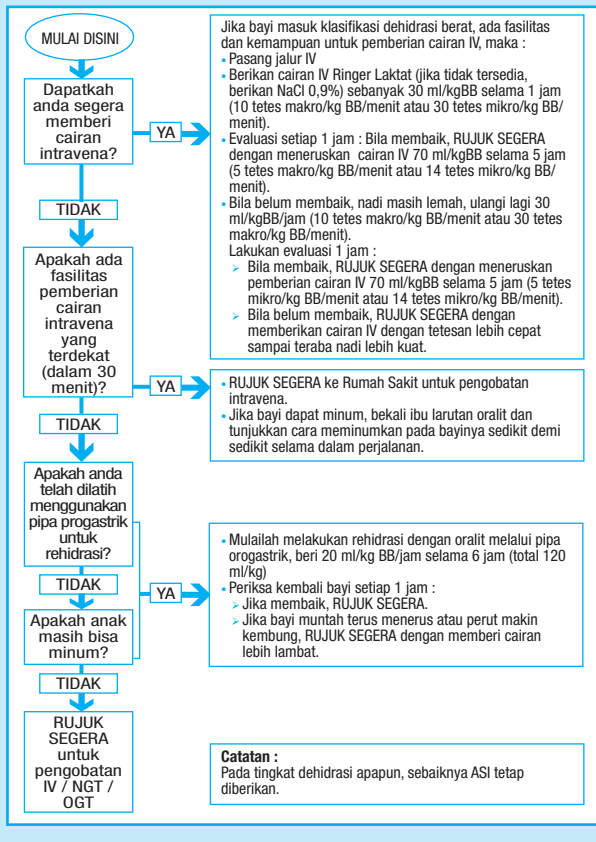 MULAI DISINI
Dapatkah
anda segera
memberi
cairan
intravena?
YA
Jika bayi masuk klasifikasi dehidrasi berat, ada fasilitas
dan kemampuan untuk pemberian cairan IV, maka :
• Pasang jalur IV
• Berikan cairan IV Ringer Laktat (jika tidak tersedia,
berikan NaCl 0,9%) sebanyak 30 ml/kgBB selama 1 jam
(10 tetes makro/kg BB/menit atau 30 tetes mikro/kg BB/
menit).
• Evaluasi setiap 1 jam : Bila membaik, RUJUK SEGERA
dengan meneruskan cairan IV 70 ml/kgBB selama 5 jam
(5 tetes makro/kg BB/menit atau 14 tetes mikro/kg BB/
menit).
• Bila belum membaik, nadi masih lemah, ulangi lagi 30
ml/kgBB/jam (10 tetes makro/kg BB/menit atau 30 tetes
makro/kg BB/menit).
Lakukan evaluasi 1 jam :
➢ Bila membaik, RUJUK SEGERA dengan meneruskan
pemberian cairan IV 70 ml/kgBB selama 5 jam (5 tetes
mikro/kg BB/menit atau 14 tetes mikro/kg BB/menit).
➢ Bila belum membaik, RUJUK SEGERA dengan
memberikan cairan IV dengan tetesan lebih cepat
sampai teraba nadi lebih kuat.
TIDAK
Apakah ada
fasilitas
pemberian
cairan
intravena
yang
terdekat
(dalam 30
menit)?
YA
• RUJUK SEGERA ke Rumah Sakit untuk pengobatan
intravena.
• Jika bayi dapat minum, bekali ibu larutan oralit dan
tunjukkan cara meminumkan pada bayinya sedikit demi
sedikit selama dalam perjalanan.
TIDAK
Apakah anda
telah dilatih
menggunakan
pipa progastrik
untuk
rehidrasi?
TIDAK
Apakah anak
masih bisa
minum?
YA
• Mulailah melakukan rehidrasi dengan oralit melalui pipa
orogastrik, beri 20 ml/kg BB/jam selama 6 jam (total 120
ml/kg)
• Periksa kembali bayi setiap 1 jam :
➢ Jika membaik, RUJUK SEGERA.
➢ Jika bayi muntah terus menerus atau perut makin
kembung, RUJUK SEGERA dengan memberi cairan
lebih lambat.
TIDAK
RUJUK
SEGERA
untuk
pengobatan
IV / NGT /
OGT
Catatan :
Pada tingkat dehidrasi apapun, sebaiknya ASI tetap
diberikan.